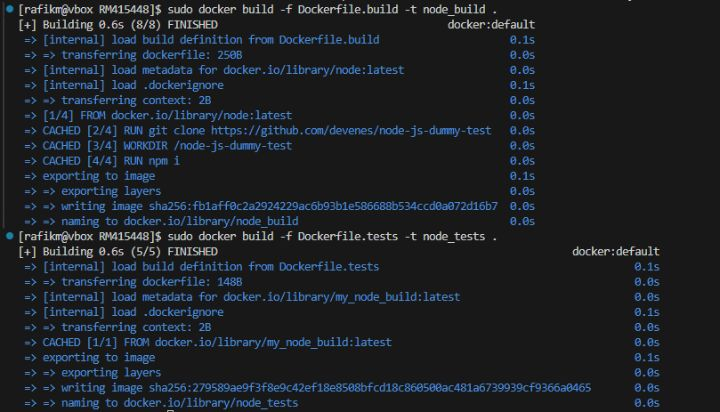 [rafikm@vbox RM415448]$ sudo docker build -f Dockerfile.build -t node_build .
[+] Building 0.6s (8/8) FINISHED docker:default
=> [internal] load build definition from Dockerfile.build 0.1s
=> => transferring dockerfile: 250B 0.0s
=> [internal] load metadata for docker.io/library/node:latest 0.0s
=> [internal] load .dockerignore 0.1s
=> => transferring context: 2B 0.0s
=> [1/4] FROM docker.io/library/node:latest 0.0s
=> CACHED [2/4] RUN git clone https://github.com/devenes/node-js-dummy-test 0.0s
=> CACHED [3/4] WORKDIR /node-js-dummy-test 0.0s
=> CACHED [4/4] RUN npm i 0.0s
=> exporting to image 0.1s
=> => exporting layers 0.0s
=> => writing image sha256:fb1aff0c2a2924229ac6b93b1e586688b534ccd0a072d16b7 0.0s
=> => naming to docker.io/library/node_build 0.0s
[rafikm@vbox RM415448]$ sudo docker build -f Dockerfile.tests -t node_tests .
[+] Building 0.6s (5/5) FINISHED docker:default
=> [internal] load build definition from Dockerfile.tests 0.1s
=> => transferring dockerfile: 148B 0.0s
=> [internal] load metadata for docker.io/library/my_node_build:latest 0.0s
=> [internal] load .dockerignore 0.1s
=> => transferring context: 2B 0.0s
=> CACHED [1/1] FROM docker.io/library/my_node_build:latest 0.0s
=> exporting to image 0.1s
=> => exporting layers 0.0s
=> => writing image sha256:279589ae9f3f8e9c42ef18e8508bfcd18c860500ac481a6739939cf9366a0465 0.0s
=> => naming to docker.io/library/node_tests 0.0s